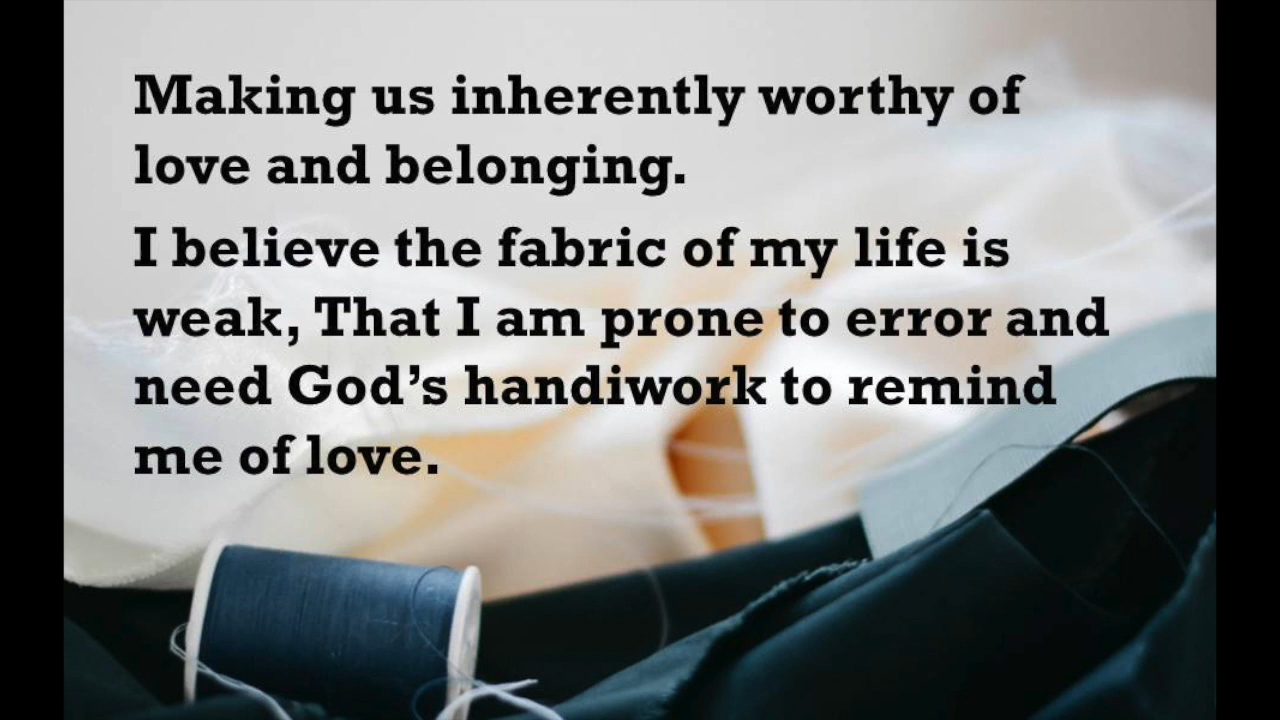 Making us inherently worthy of
love and belonging.
I believe the fabric of my life is
weak, That I am prone to error and
need God’s handiwork to remind
me of love.